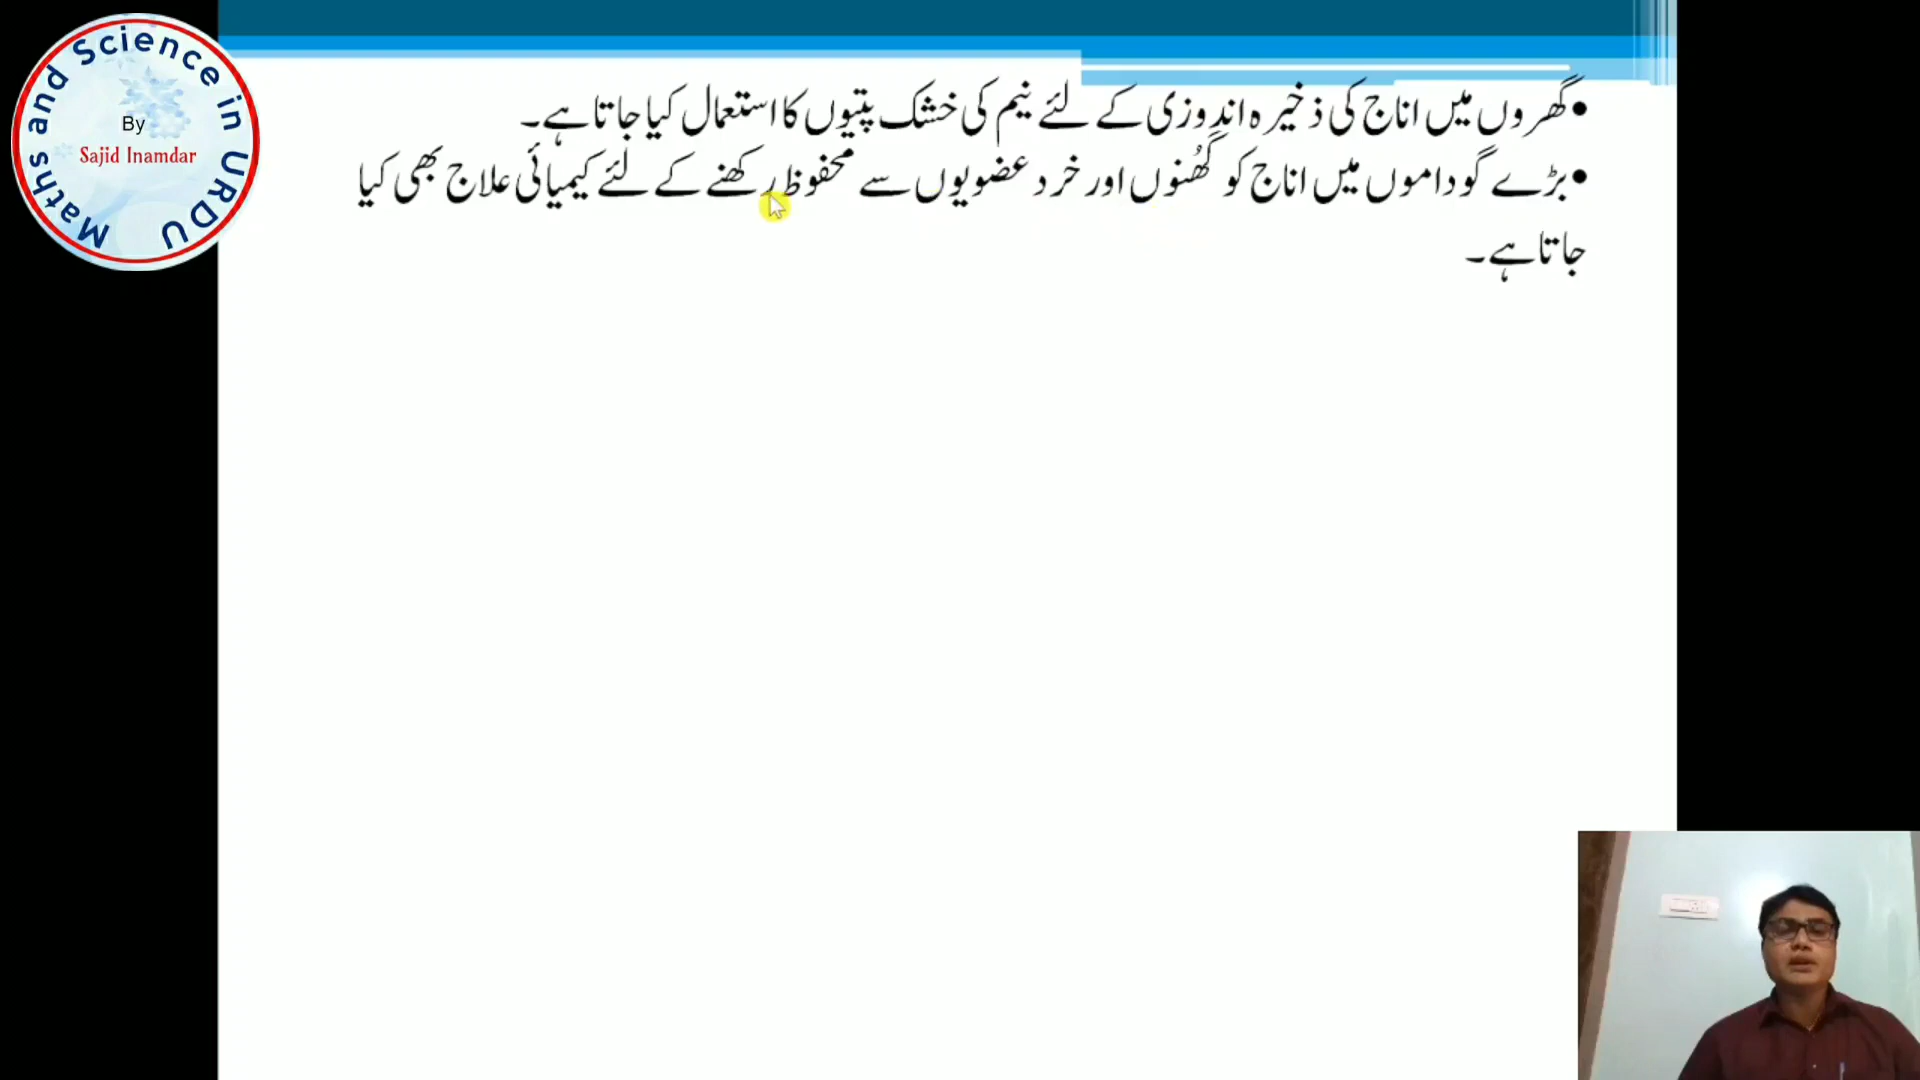 Maths and Science in URDU
By
Sajid Inamdar
•گھروں میں اناج کی ذخیرہ اندوزی کے لئے نیم کی خشک پتیوں کا استعمال کیا جاتا ہے۔
•بڑے گوداموں میں اناج کو گھُنوں اور خرد عضویوں سے محفوظ رکھنے کے لئے کیمیائی علاج بھی کیا
جاتا ہے۔